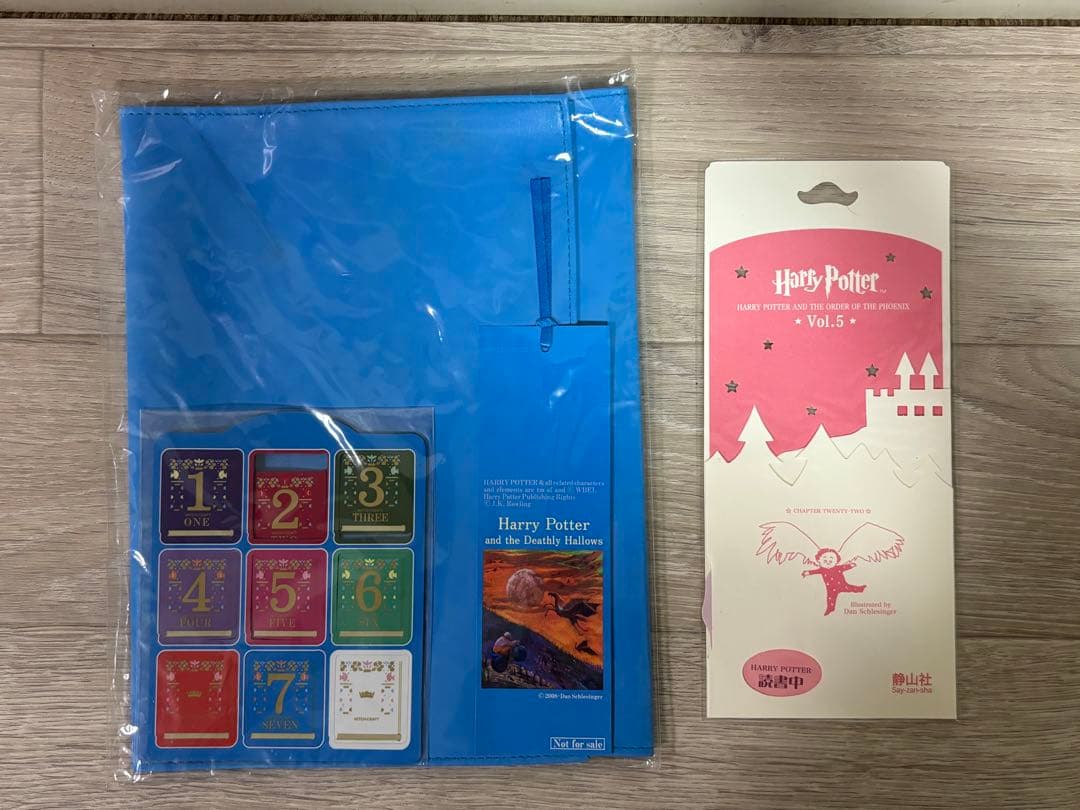 1
ONE
2
TWO
3
THREE
4
FOUR
5
FIVE
6
SIX
7
SEVEN
WITCHCRAFT
HARRY POTTER & all related characters
and elements are tm of and © WBEI.
Harry Potter Publishing Rights
© J.K. Rowling
Harry Potter
and the Deathly Hallows
© 2008 Dan Schlesinger
Not for sale
Harry Potter™
HARRY POTTER AND THE ORDER OF THE PHOENIX
★ Vol.5 ★
☆ CHAPTER TWENTY-TWO ☆
Illustrated by
Dan Schlesinger
HARRY POTTER
読書中
静山社
Say-zan-sha